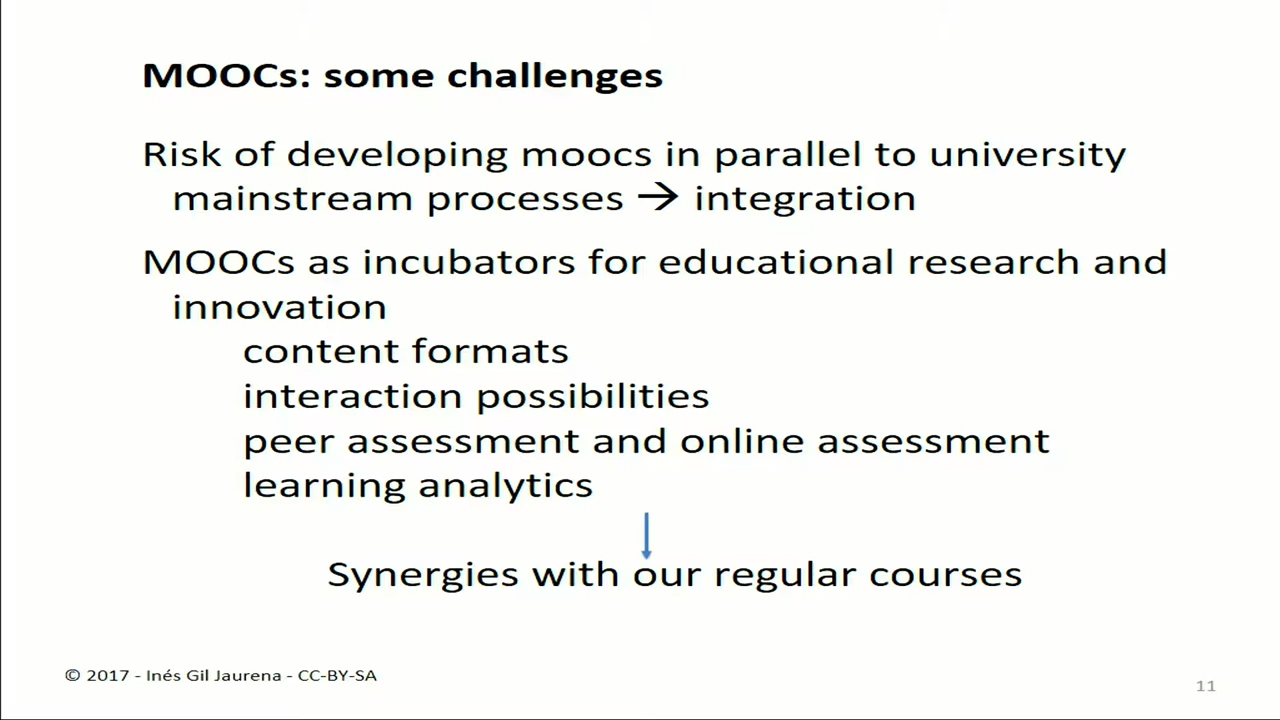 MOOCs: some challenges
Risk of developing moocs in parallel to university
mainstream processes → integration
MOOCs as incubators for educational research and
innovation
content formats
interaction possibilities
peer assessment and online assessment
learning analytics
Synergies with our regular courses
© 2017 - Inés Gil Jaurena - CC-BY-SA
11